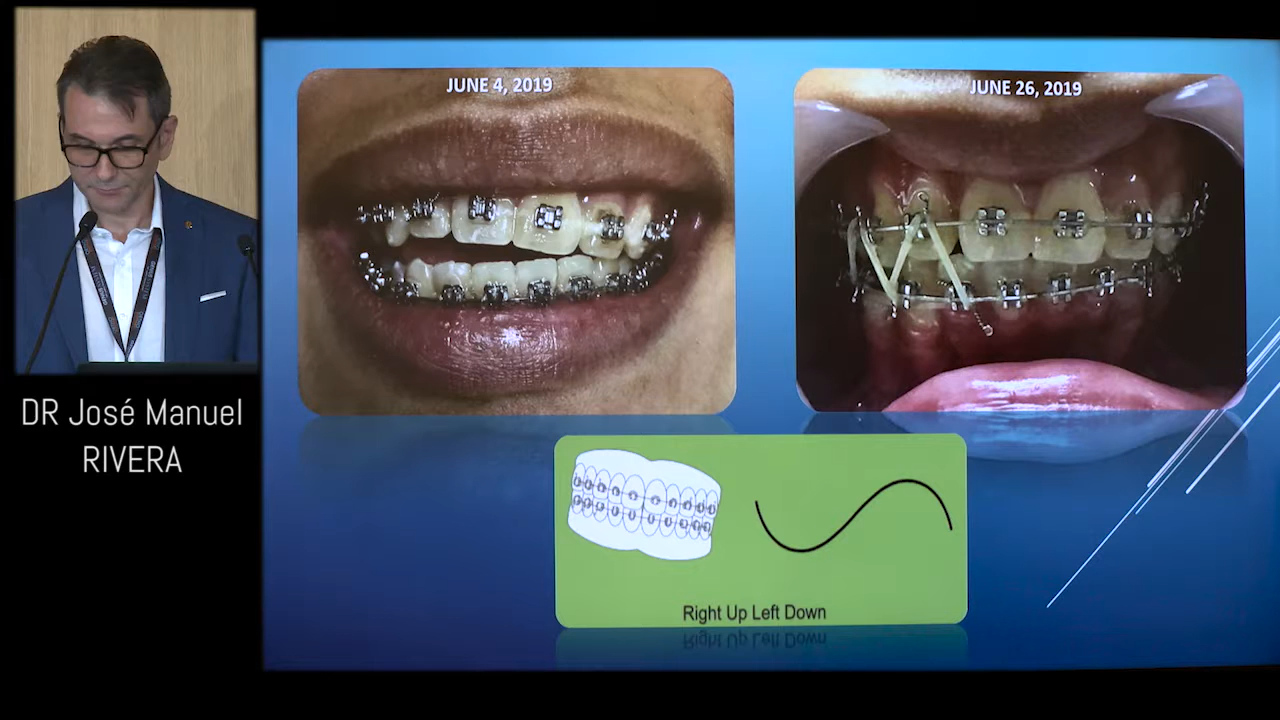 JUNE 4, 2019
JUNE 26, 2019
DR José Manuel
RIVERA
Right Up Left Down